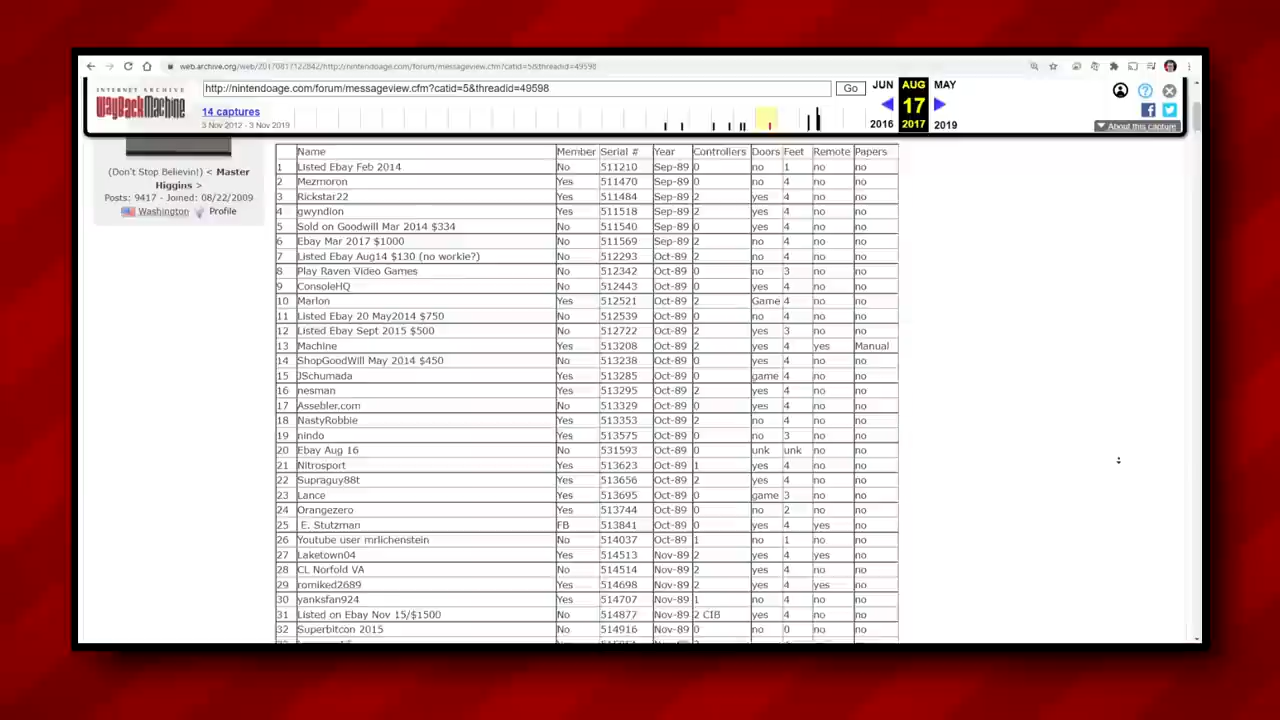 web.archive.org/web/20170817122842/http://nintendoage.com/forum/messageview.cfm?catid=5&threadid=49598
INTERNET ARCHIVE
WayBackMachine
http://nintendoage.com/forum/messageview.cfm?catid=5&threadid=49598
Go
JUN AUG MAY
14 captures
3 Nov 2012 - 3 Nov 2019
17
2016 2017 2019
About this capture
(Don't Stop Believin!) < Master
Higgins >
Posts: 9417 - Joined: 08/22/2009
Washington Profile
Name Member Serial # Year Controllers Doors Feet Remote Papers
1 Listed Ebay Feb 2014 No 511210 Sep-89 0 no 1 no no
2 Mezmoron Yes 511470 Sep-89 0 no 4 no no
3 Rickstar22 Yes 511484 Sep-89 2 yes 4 no no
4 gwyndion Yes 511518 Sep-89 2 yes 4 no no
5 Sold on Goodwill Mar 2014 $334 No 511540 Sep-89 0 yes 4 no no
6 Ebay Mar 2017 $1000 No 511569 Sep-89 2 no 4 no no
7 Listed Ebay Aug14 $130 (no workie?) No 512293 Oct-89 2 no 4 no no
8 Play Raven Video Games No 512342 Oct-89 0 no 3 no no
9 ConsoleHQ No 512443 Oct-89 0 yes 4 no no
10 Marlon Yes 512521 Oct-89 2 Game 4 no no
11 Listed Ebay 20 May2014 $750 No 512539 Oct-89 0 no 4 no no
12 Listed Ebay Sept 2015 $500 No 512722 Oct-89 2 yes 3 no no
13 Machine Yes 513208 Oct-89 2 yes 4 yes Manual
14 ShopGoodWill May 2014 $450 No 513238 Oct-89 0 yes 4 no no
15 JSchumada Yes 513285 Oct-89 0 game 4 no no
16 nesman Yes 513295 Oct-89 2 yes 4 no no
17 Assebler.com No 513329 Oct-89 0 yes 4 no no
18 NastyRobbie Yes 513353 Oct-89 2 no 4 no no
19 nindo Yes 513575 Oct-89 0 no 3 no no
20 Ebay Aug 16 No 531593 Oct-89 0 unk unk no no
21 Nitrosport Yes 513623 Oct-89 1 yes 4 no no
22 Supraguy88t Yes 513656 Oct-89 2 yes 4 no no
23 Lance Yes 513695 Oct-89 0 game 3 no no
24 Orangezero Yes 513744 Oct-89 0 no 2 no no
25 E. Stutzman FB 513841 Oct-89 0 yes 4 yes no
26 Youtube user mrlichenstein No 514037 Oct-89 1 no 1 no no
27 Laketown04 Yes 514513 Nov-89 2 yes 4 yes no
28 CL Norfold VA No 514514 Nov-89 2 yes 4 no no
29 romiked2689 Yes 514698 Nov-89 2 yes 4 yes no
30 yanksfan924 Yes 514707 Nov-89 1 no 4 no no
31 Listed on Ebay Nov 15/$1500 No 514877 Nov-89 2 CIB yes 4 no no
32 Superbitcon 2015 No 514916 Nov-89 0 no 0 no no